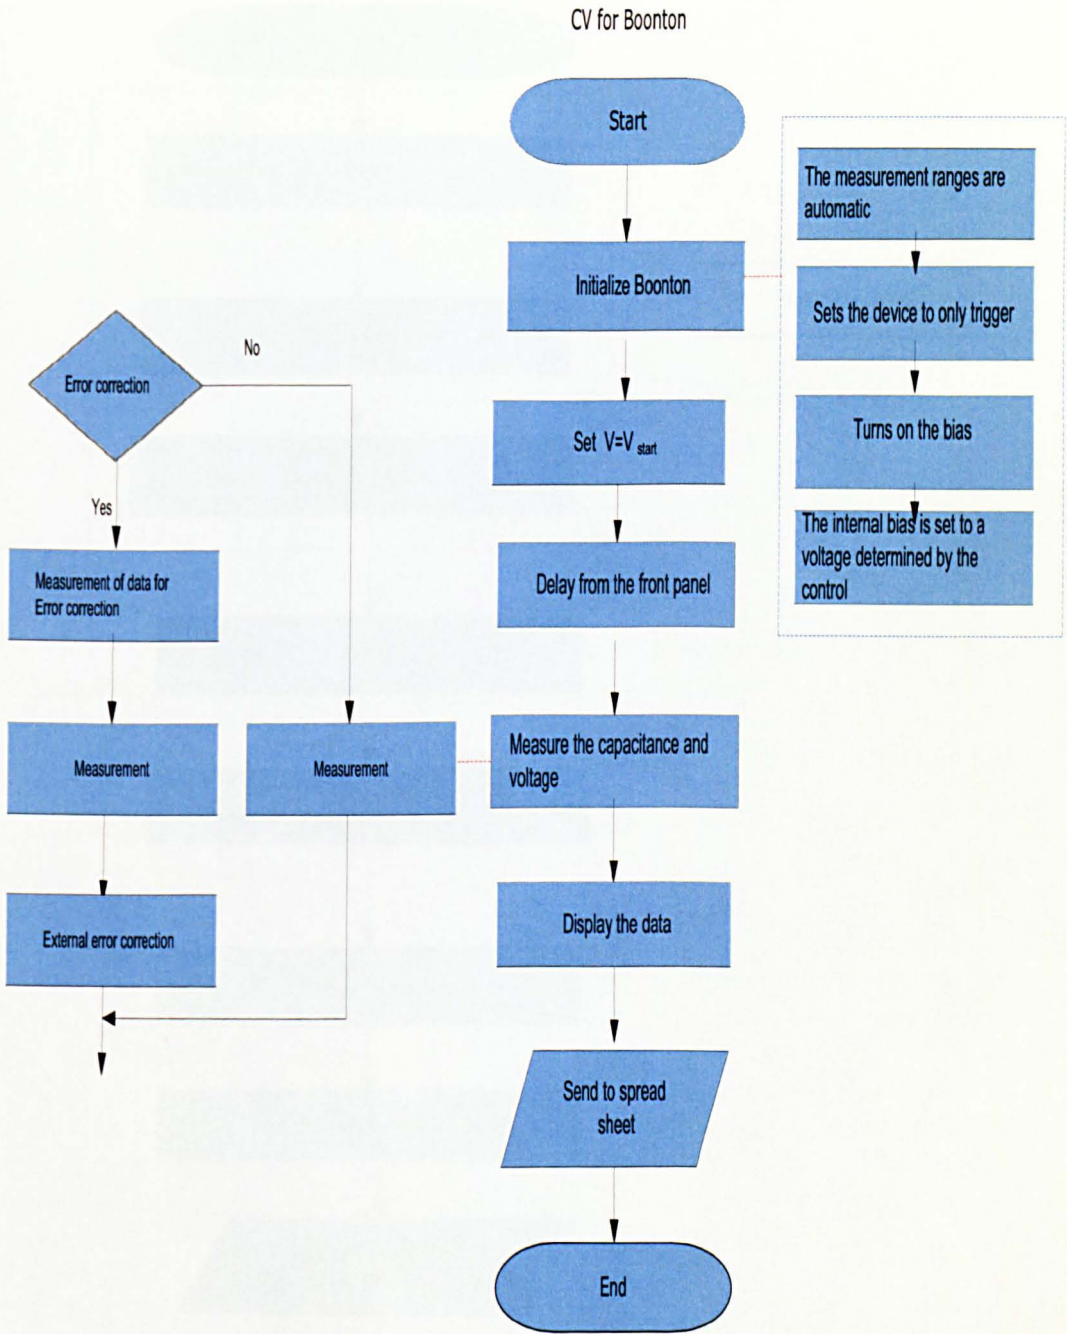 CV for Boonton
Start
Initialize Boonton
Set V=V start
Delay from the front panel
Measure the capacitance and
voltage
Display the data
Send to spread
sheet
End
The measurement ranges are
automatic
Sets the device to only trigger
Turns on the bias
The internal bias is set to a
voltage determined by the
control
Error correction
No
Yes
Measurement of data for
Error correction
Measurement
Measurement
External error correction